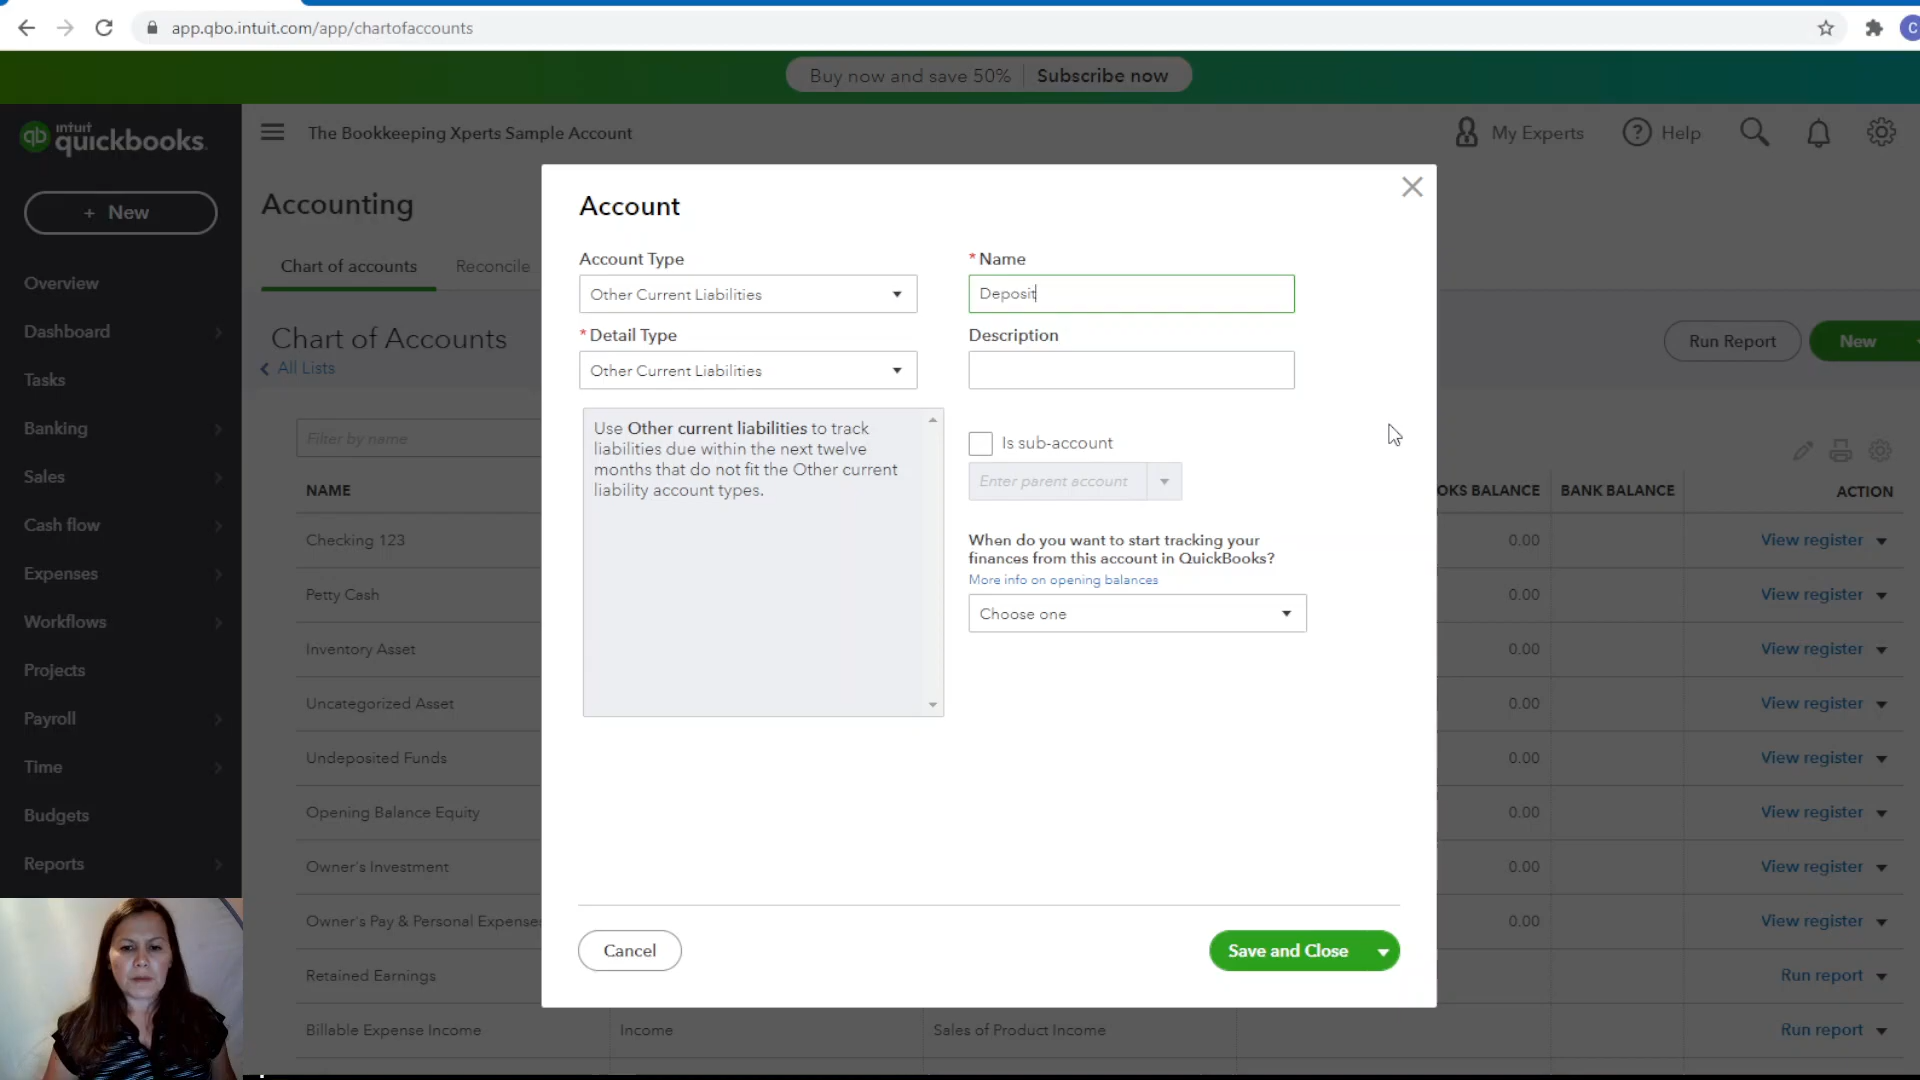 app.qbo.intuit.com/app/chartofaccounts
C
Buy now and save 50% Subscribe now
qb intuit quickbooks.
The Bookkeeping Xperts Sample Account
My Experts
? Help
+ New
Accounting
Chart of accounts
Reconcile
Chart of Accounts
All Lists
Run Report
New
Filter by name
NAME
OKS BALANCE
BANK BALANCE
ACTION
Checking 123
0.00
View register
Petty Cash
0.00
View register
Inventory Asset
0.00
View register
Uncategorized Asset
0.00
View register
Undeposited Funds
0.00
View register
Opening Balance Equity
0.00
View register
Owner's Investment
0.00
View register
Owner's Pay & Personal Expense
0.00
View register
Retained Earnings
Run report
Billable Expense Income
Income
Sales of Product Income
Run report
Overview
Dashboard
Tasks
Banking
Sales
Cash flow
Expenses
Workflows
Projects
Payroll
Time
Budgets
Reports
Account
Account Type
Other Current Liabilities
* Detail Type
Other Current Liabilities
Use Other current liabilities to track
liabilities due within the next twelve
months that do not fit the Other current
liability account types.
* Name
Deposit
Description
Is sub-account
Enter parent account
When do you want to start tracking your
finances from this account in QuickBooks?
More info on opening balances
Choose one
Cancel
Save and Close